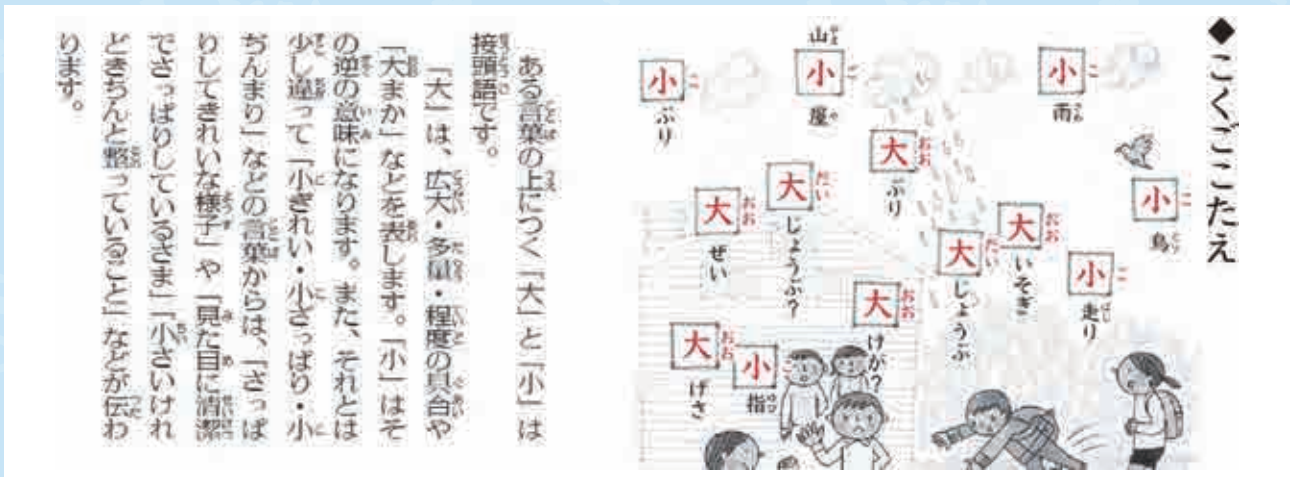 ◆こくごこたえ
小鳥
小雨
小走り
大いそぎ
大じょうぶ
大ぶり
大けが?
山小屋
大じょうぶ?
小指
大ぜい
大げさ
小ぶり
ある言葉の上につく「大」と「小」は
接頭語です。
「大」は、広大・多量・程度の具合や
「大まか」などを表します。「小」はそ
の逆の意味になります。また、それとは
少し違って「小ぎれい・小ざっぱり・小
ぢんまり」などの言葉からは、「さっぱ
りしてきれいな様子」や「見た目に清潔
でさっぱりしているさま」「小さいけれ
どきちんと整っていること」などが伝わ
ります。